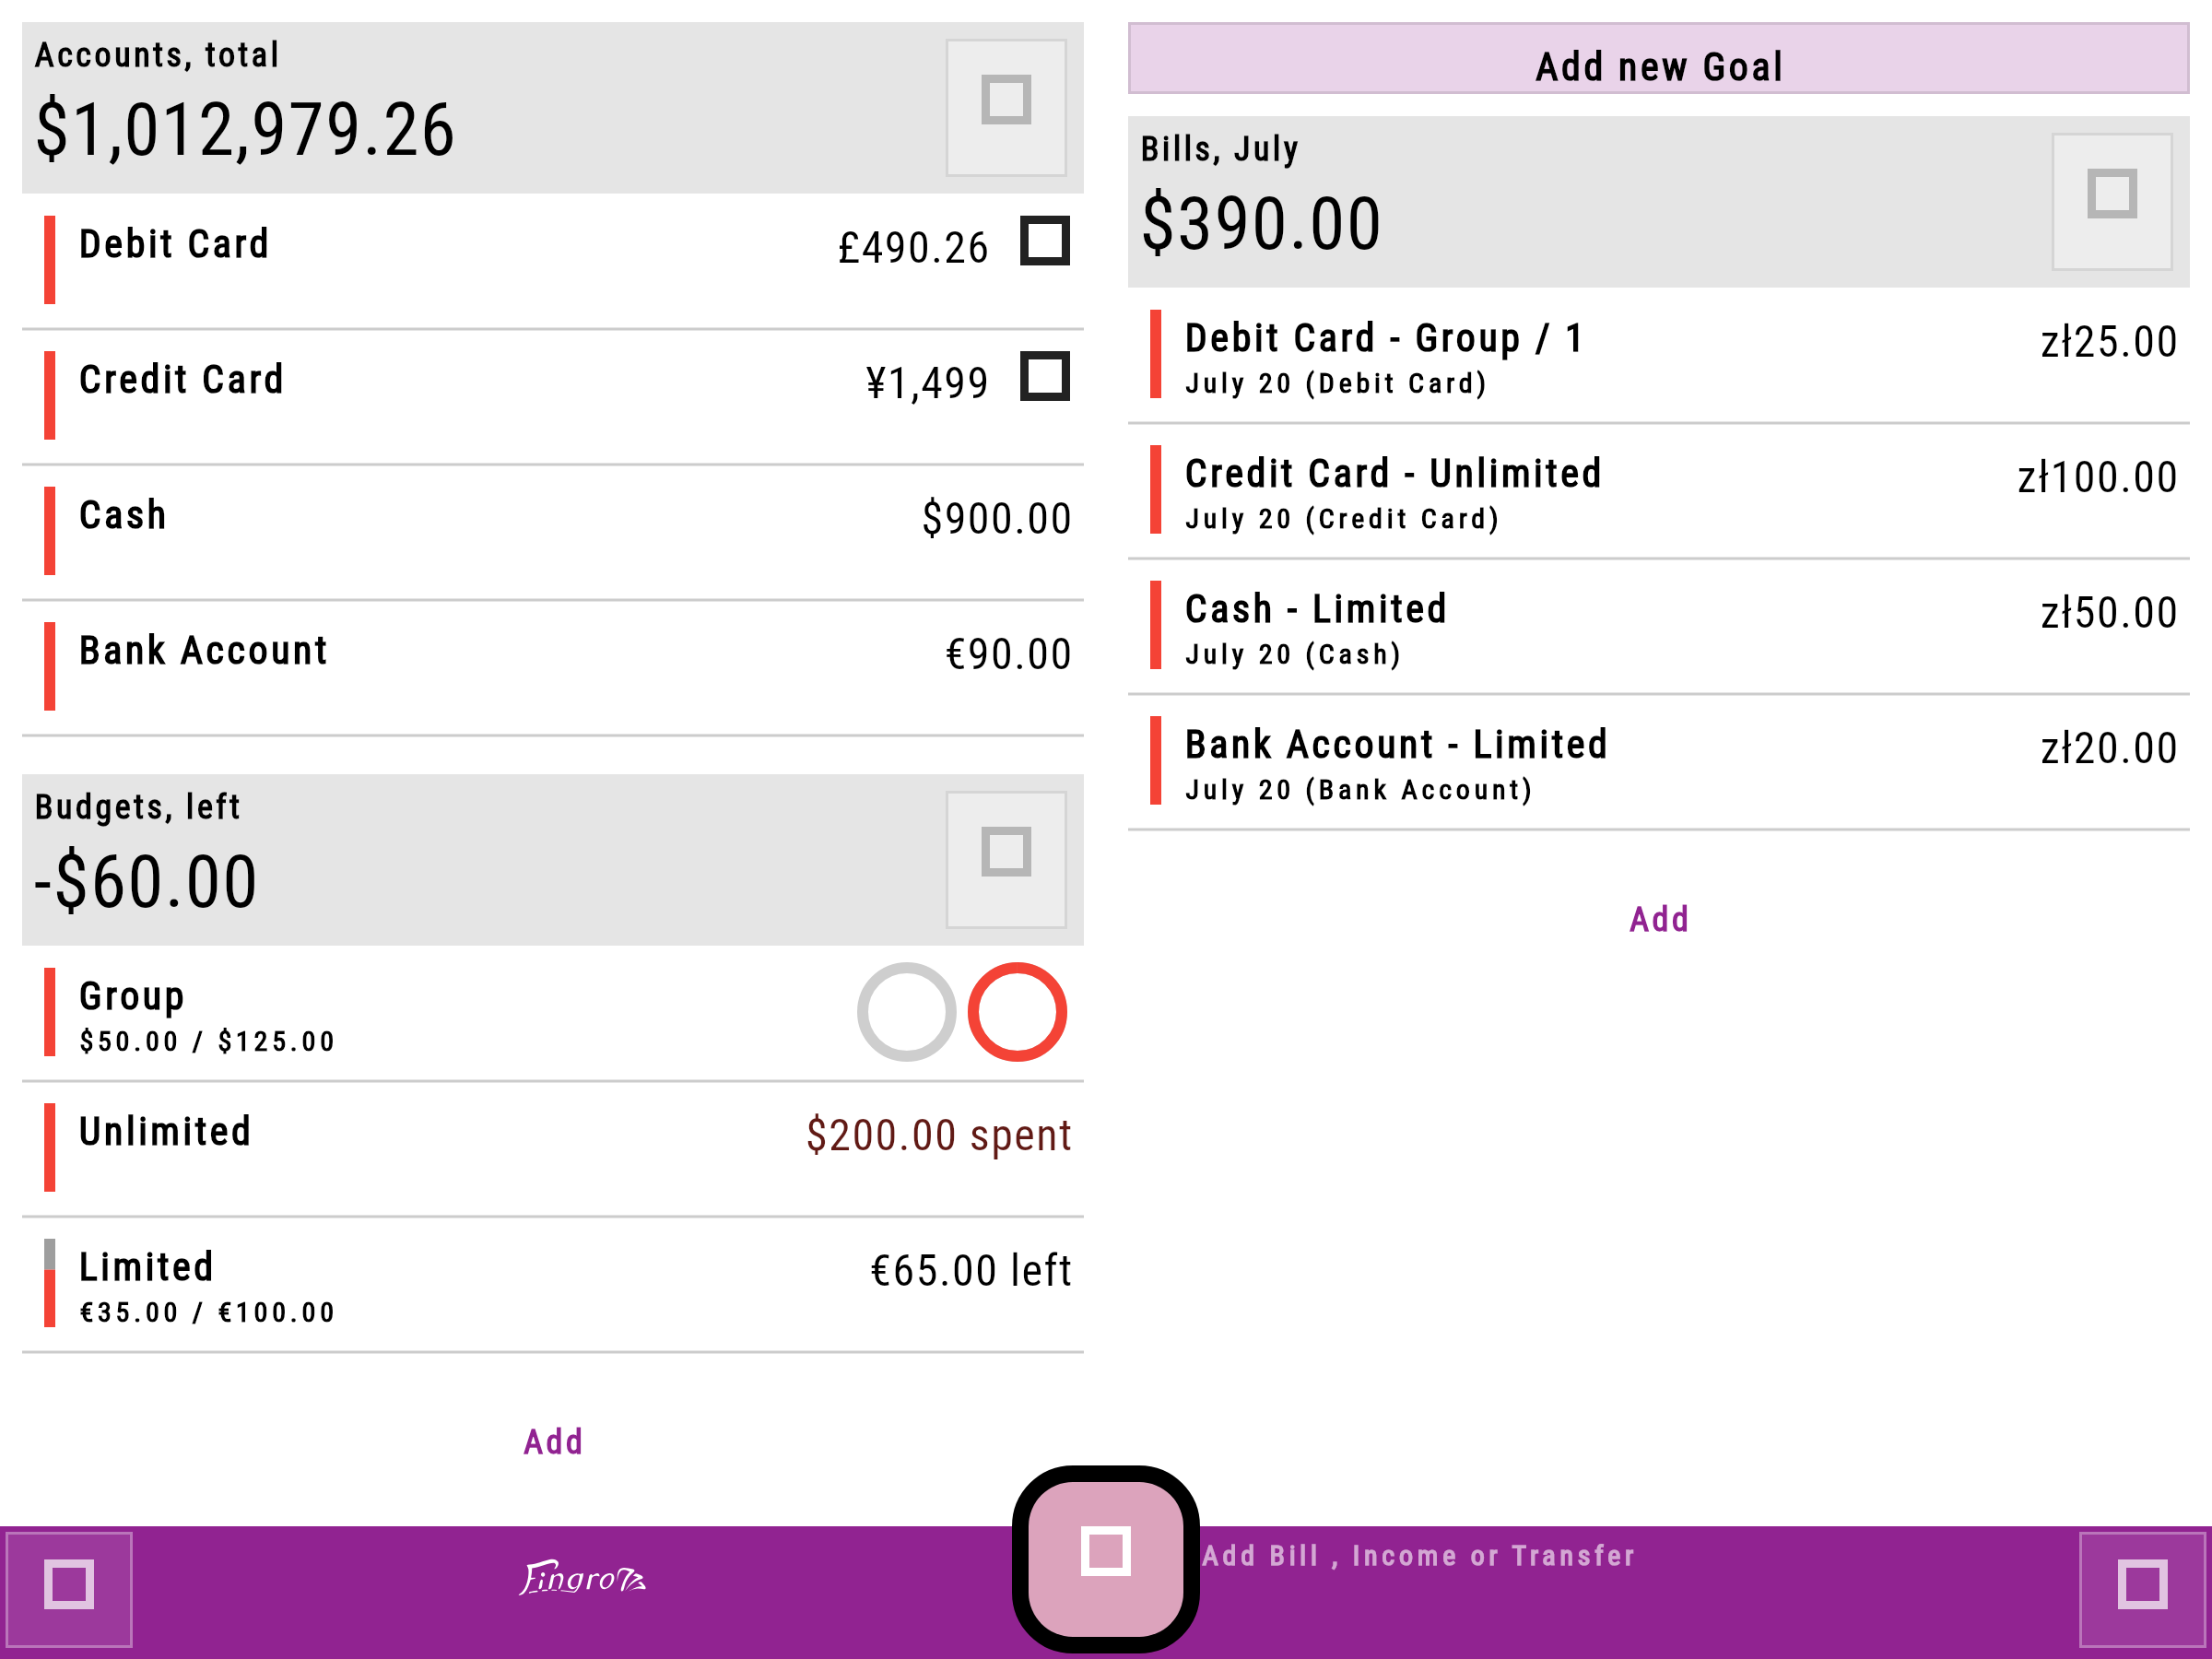 Accounts, total
$1,012,979.26
Debit Card
£490.26
Credit Card
¥1,499
Cash
$900.00
Bank Account
€90.00
Budgets, left
-$60.00
Group
$50.00 / $125.00
Unlimited
$200.00 spent
Limited
€65.00 left
€35.00 / €100.00
Add
Add new Goal
Bills, July
$390.00
Debit Card - Group / 1
zł25.00
July 20 (Debit Card)
Credit Card - Unlimited
zł100.00
July 20 (Credit Card)
Cash - Limited
zł50.00
July 20 (Cash)
Bank Account - Limited
zł20.00
July 20 (Bank Account)
Add
Fingro
Add Bill , Income or Transfer